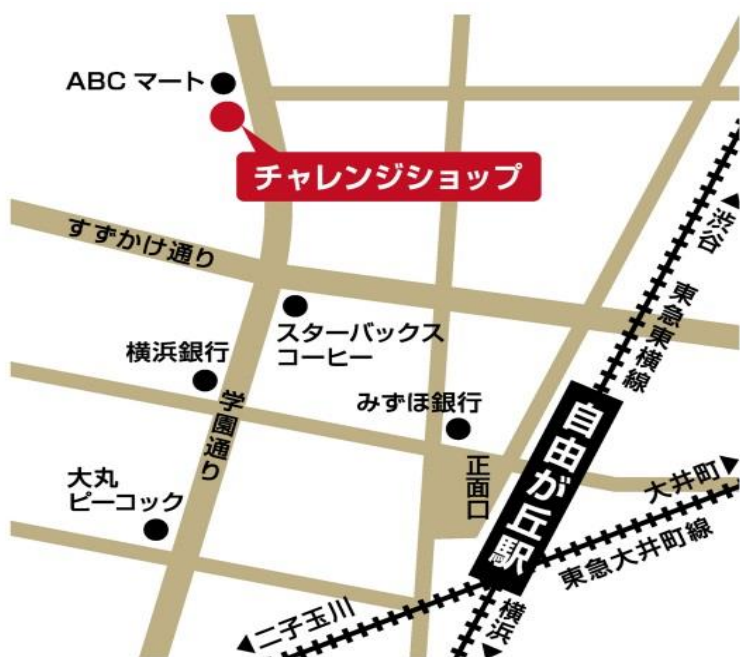 ABC マート
チャレンジショップ
すずかけ通り
渋谷
東急東横線
スターバックス
コーヒー
横浜銀行
みずほ銀行
学園通り
自由が丘駅
正面口
大丸
ピーコック
大井町
東急大井町線
二子玉川
横浜